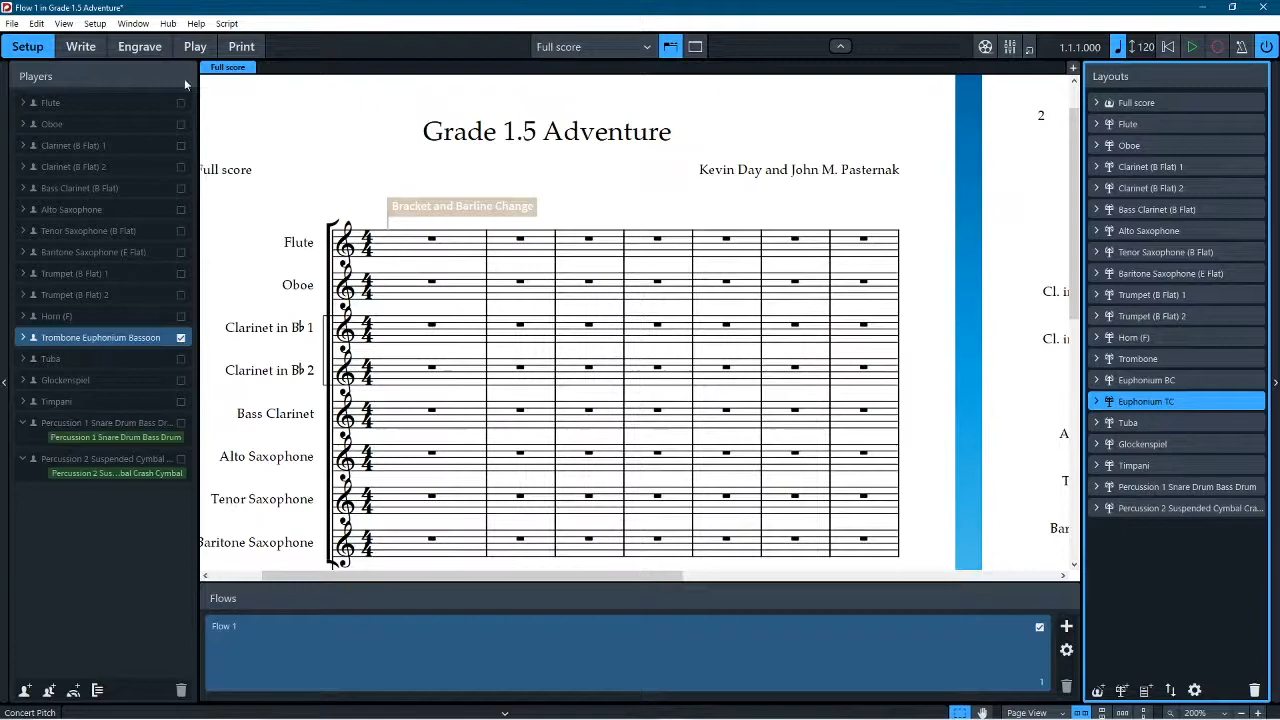 Flow 1 in Grade 1.5 Adventure*
File Edit View Setup Window Hub Help Script
Setup Write Engrave Play Print Full score 1.1.1.000 120
Players
Flute
Oboe
Clarinet (B Flat) 1
Clarinet (B Flat) 2
Bass Clarinet (B Flat)
Alto Saxophone
Tenor Saxophone (B Flat)
Baritone Saxophone (E Flat)
Trumpet (B Flat) 1
Trumpet (B Flat) 2
Horn (F)
Trombone Euphonium Bassoon
Tuba
Glockenspiel
Timpani
Percussion 1 Snare Drum Bass Dr...
Percussion 1 Snare Drum Bass Drum
Percussion 2 Suspended Cymbal ...
Percussion 2 Sus...bal Crash Cymbal
Full score
Grade 1.5 Adventure
2
Full score
Kevin Day and John M. Pasternak
Bracket and Barline Change
Flute
Oboe
Clarinet in B♭ 1
Clarinet in B♭ 2
Bass Clarinet
Alto Saxophone
Tenor Saxophone
Baritone Saxophone
Cl. i
Cl. i
A
T
Bar
Flows
Flow 1
1
Layouts
Full score
Flute
Oboe
Clarinet (B Flat) 1
Clarinet (B Flat) 2
Bass Clarinet (B Flat)
Alto Saxophone
Tenor Saxophone (B Flat)
Baritone Saxophone (E Flat)
Trumpet (B Flat) 1
Trumpet (B Flat) 2
Horn (F)
Trombone
Euphonium BC
Euphonium TC
Tuba
Glockenspiel
Timpani
Percussion 1 Snare Drum Bass Drum
Percussion 2 Suspended Cymbal Cra...
Concert Pitch Page View 200%